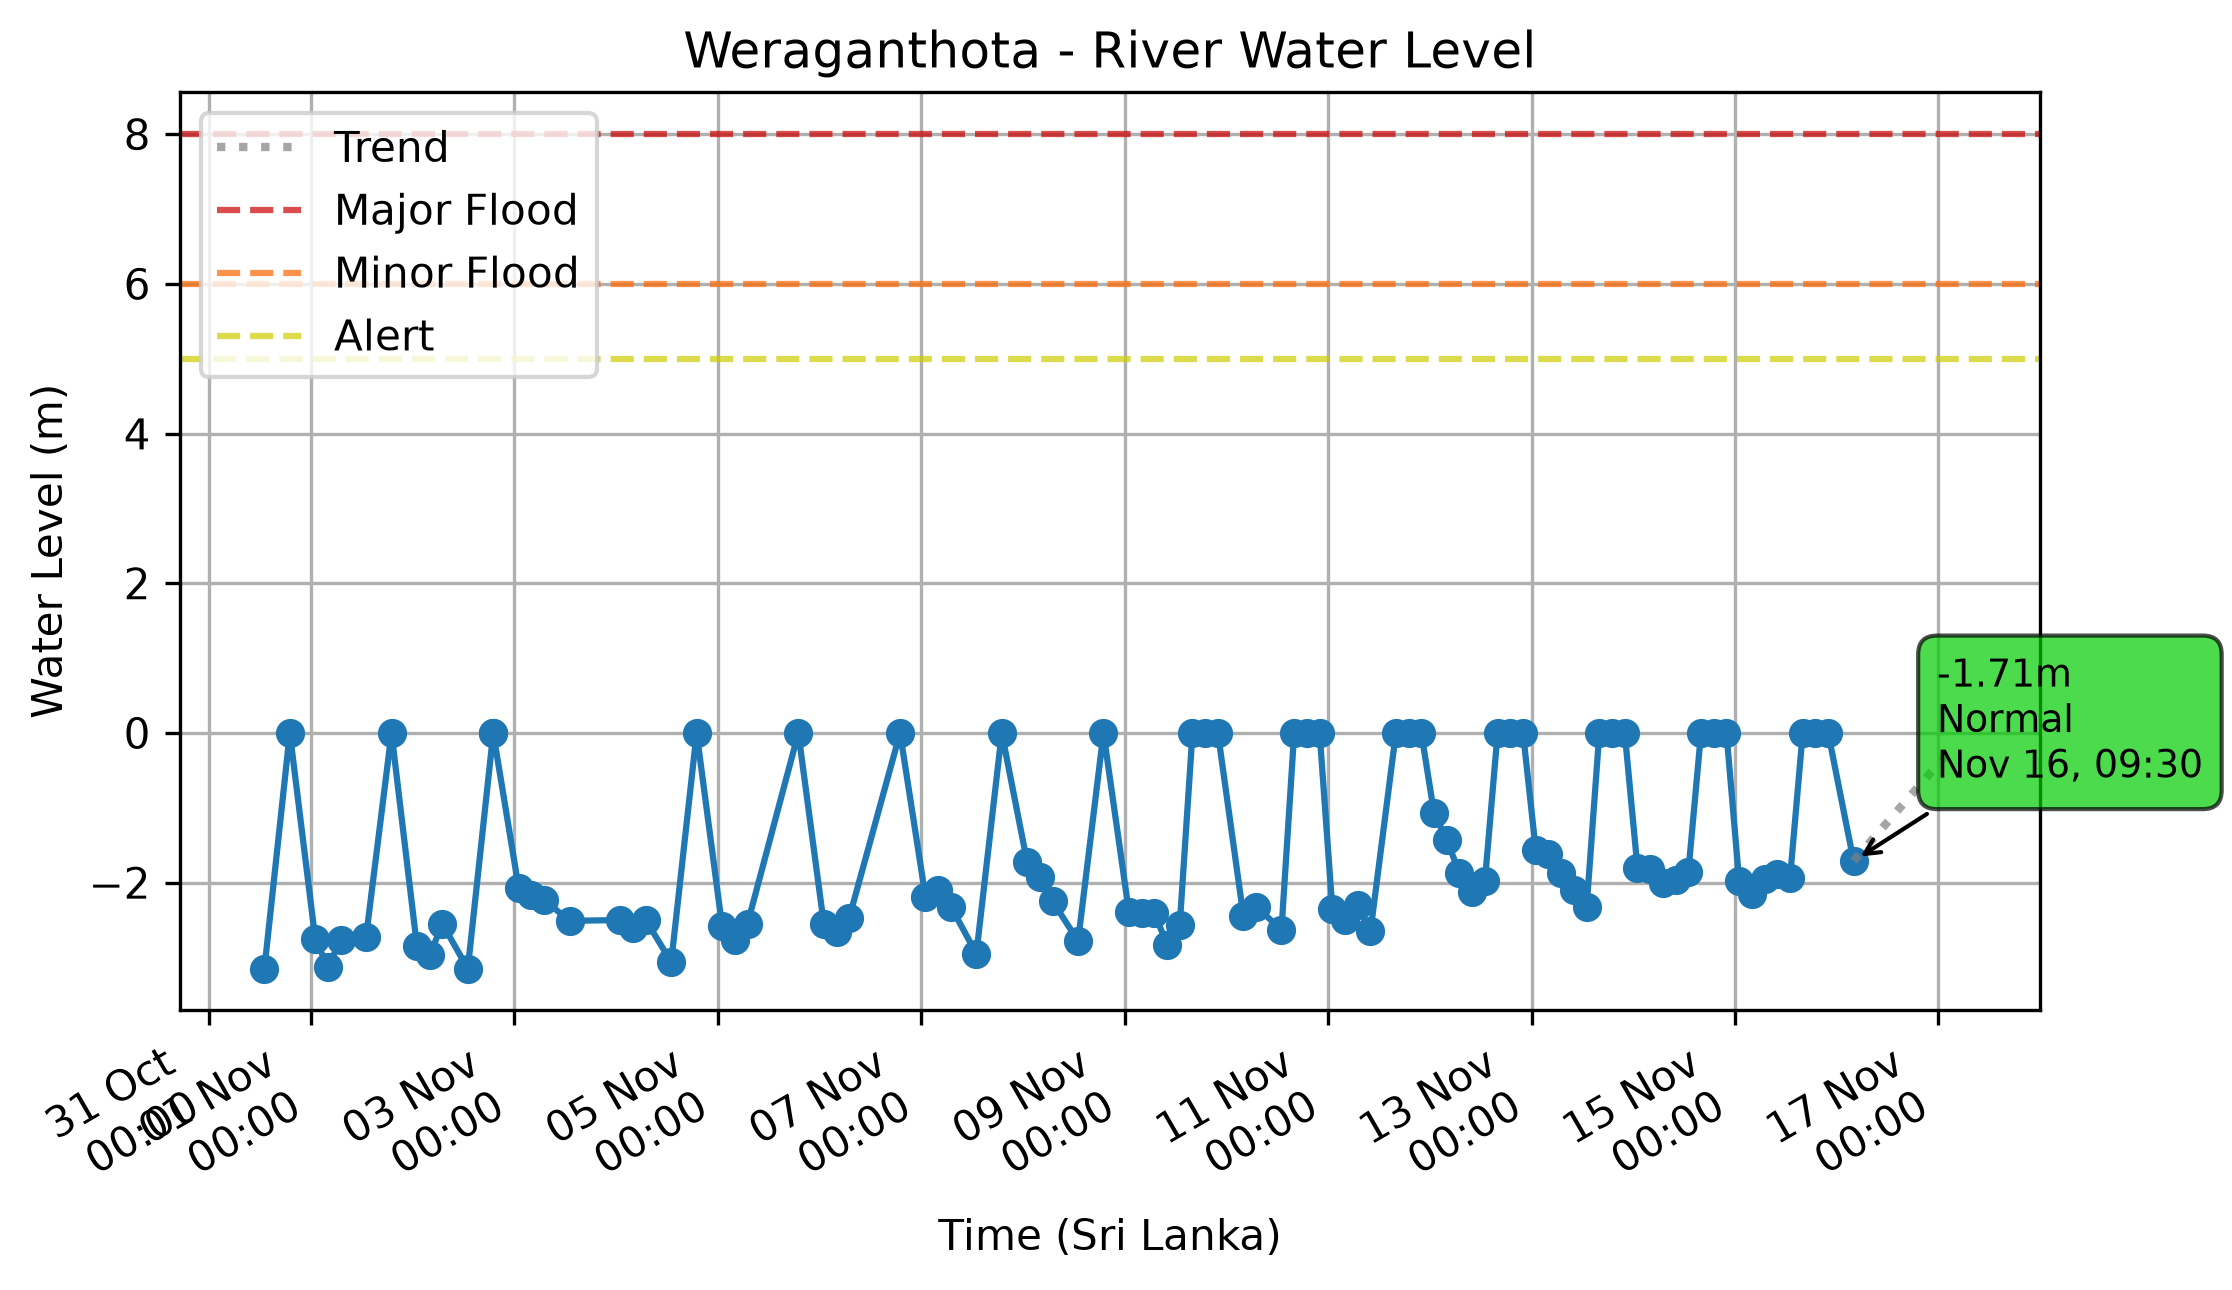 Weraganthota - River Water Level
Trend
Major Flood
Minor Flood
Alert
8
6
4
2
0
−2
Water Level (m)
-1.71m
Normal
Nov 16, 09:30
31 Oct
00:00
01 Nov
00:00
03 Nov
00:00
05 Nov
00:00
07 Nov
00:00
09 Nov
00:00
11 Nov
00:00
13 Nov
00:00
15 Nov
00:00
17 Nov
00:00
Time (Sri Lanka)